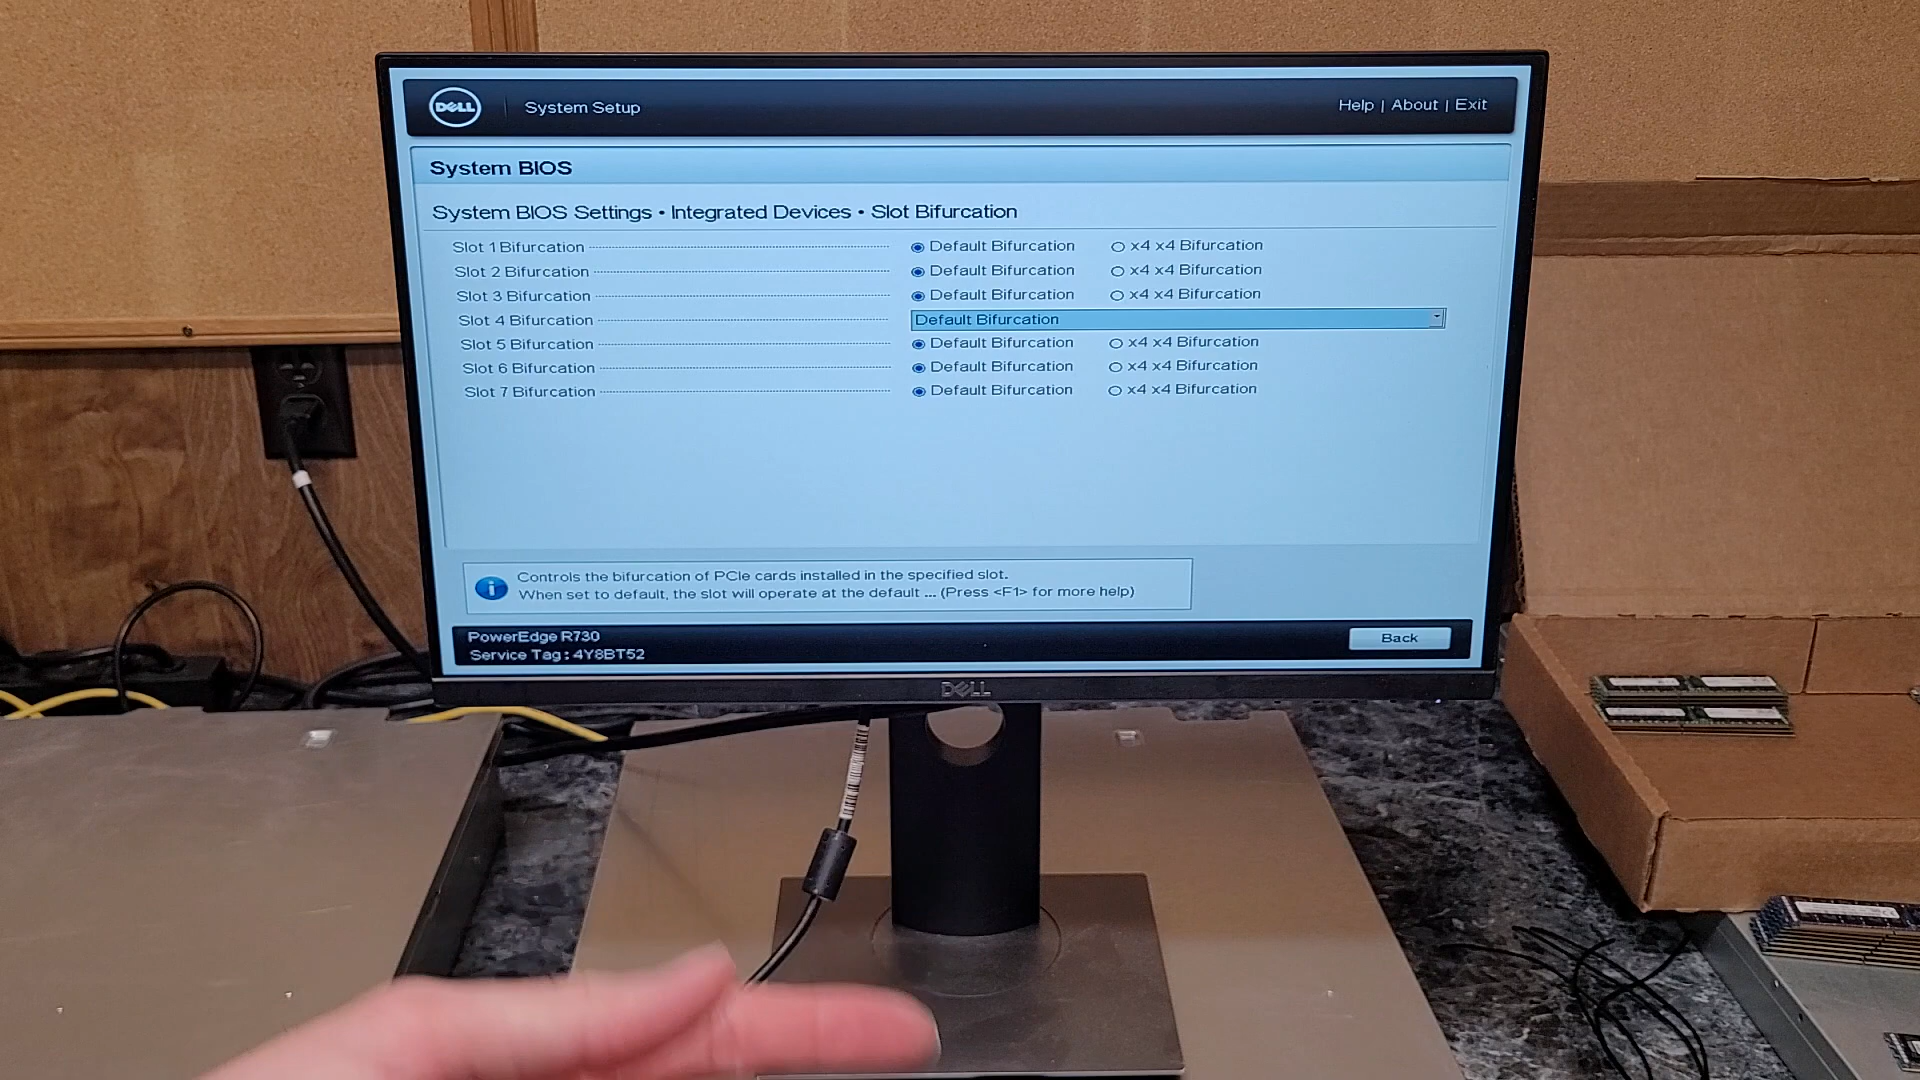 DELL
System Setup
Help | About | Exit
System BIOS
System BIOS Settings • Integrated Devices • Slot Bifurcation
Slot 1 Bifurcation Default Bifurcation x4 x4 Bifurcation
Slot 2 Bifurcation Default Bifurcation x4 x4 Bifurcation
Slot 3 Bifurcation Default Bifurcation x4 x4 Bifurcation
Slot 4 Bifurcation Default Bifurcation
Slot 5 Bifurcation Default Bifurcation x4 x4 Bifurcation
Slot 6 Bifurcation Default Bifurcation x4 x4 Bifurcation
Slot 7 Bifurcation Default Bifurcation x4 x4 Bifurcation
Controls the bifurcation of PCIe cards installed in the specified slot.
When set to default, the slot will operate at the default ... (Press <F1> for more help)
PowerEdge R730
Service Tag : 4Y8BT52
Back
DELL